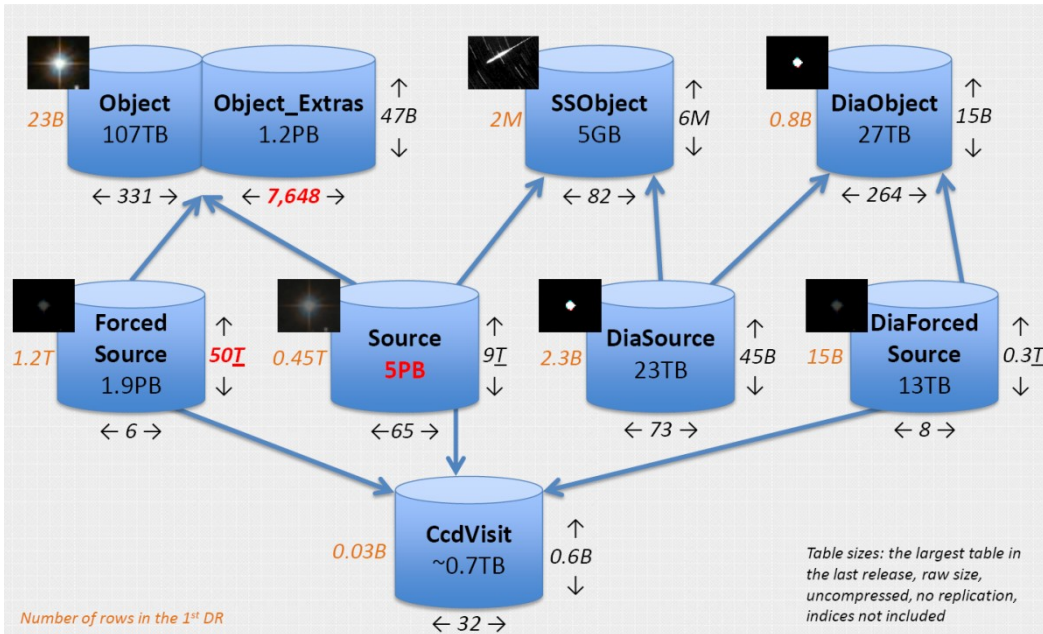 Object
107TB
23B
← 331 →
Object_Extras
1.2PB
↑
47B
↓
← 7,648 →
SSObject
5GB
2M
↑
6M
↓
← 82 →
DiaObject
27TB
0.8B
↑
15B
↓
← 264 →
Forced
Source
1.9PB
1.2T
↑
50T
↓
← 6 →
Source
5PB
0.45T
↑
9T
↓
←65 →
DiaSource
23TB
2.3B
↑
45B
↓
← 73 →
DiaForced
Source
13TB
15B
↑
0.3T
↓
← 8 →
CcdVisit
~0.7TB
0.03B
↑
0.6B
↓
← 32 →
Number of rows in the 1st DR
Table sizes: the largest table in
the last release, raw size,
uncompressed, no replication,
indices not included